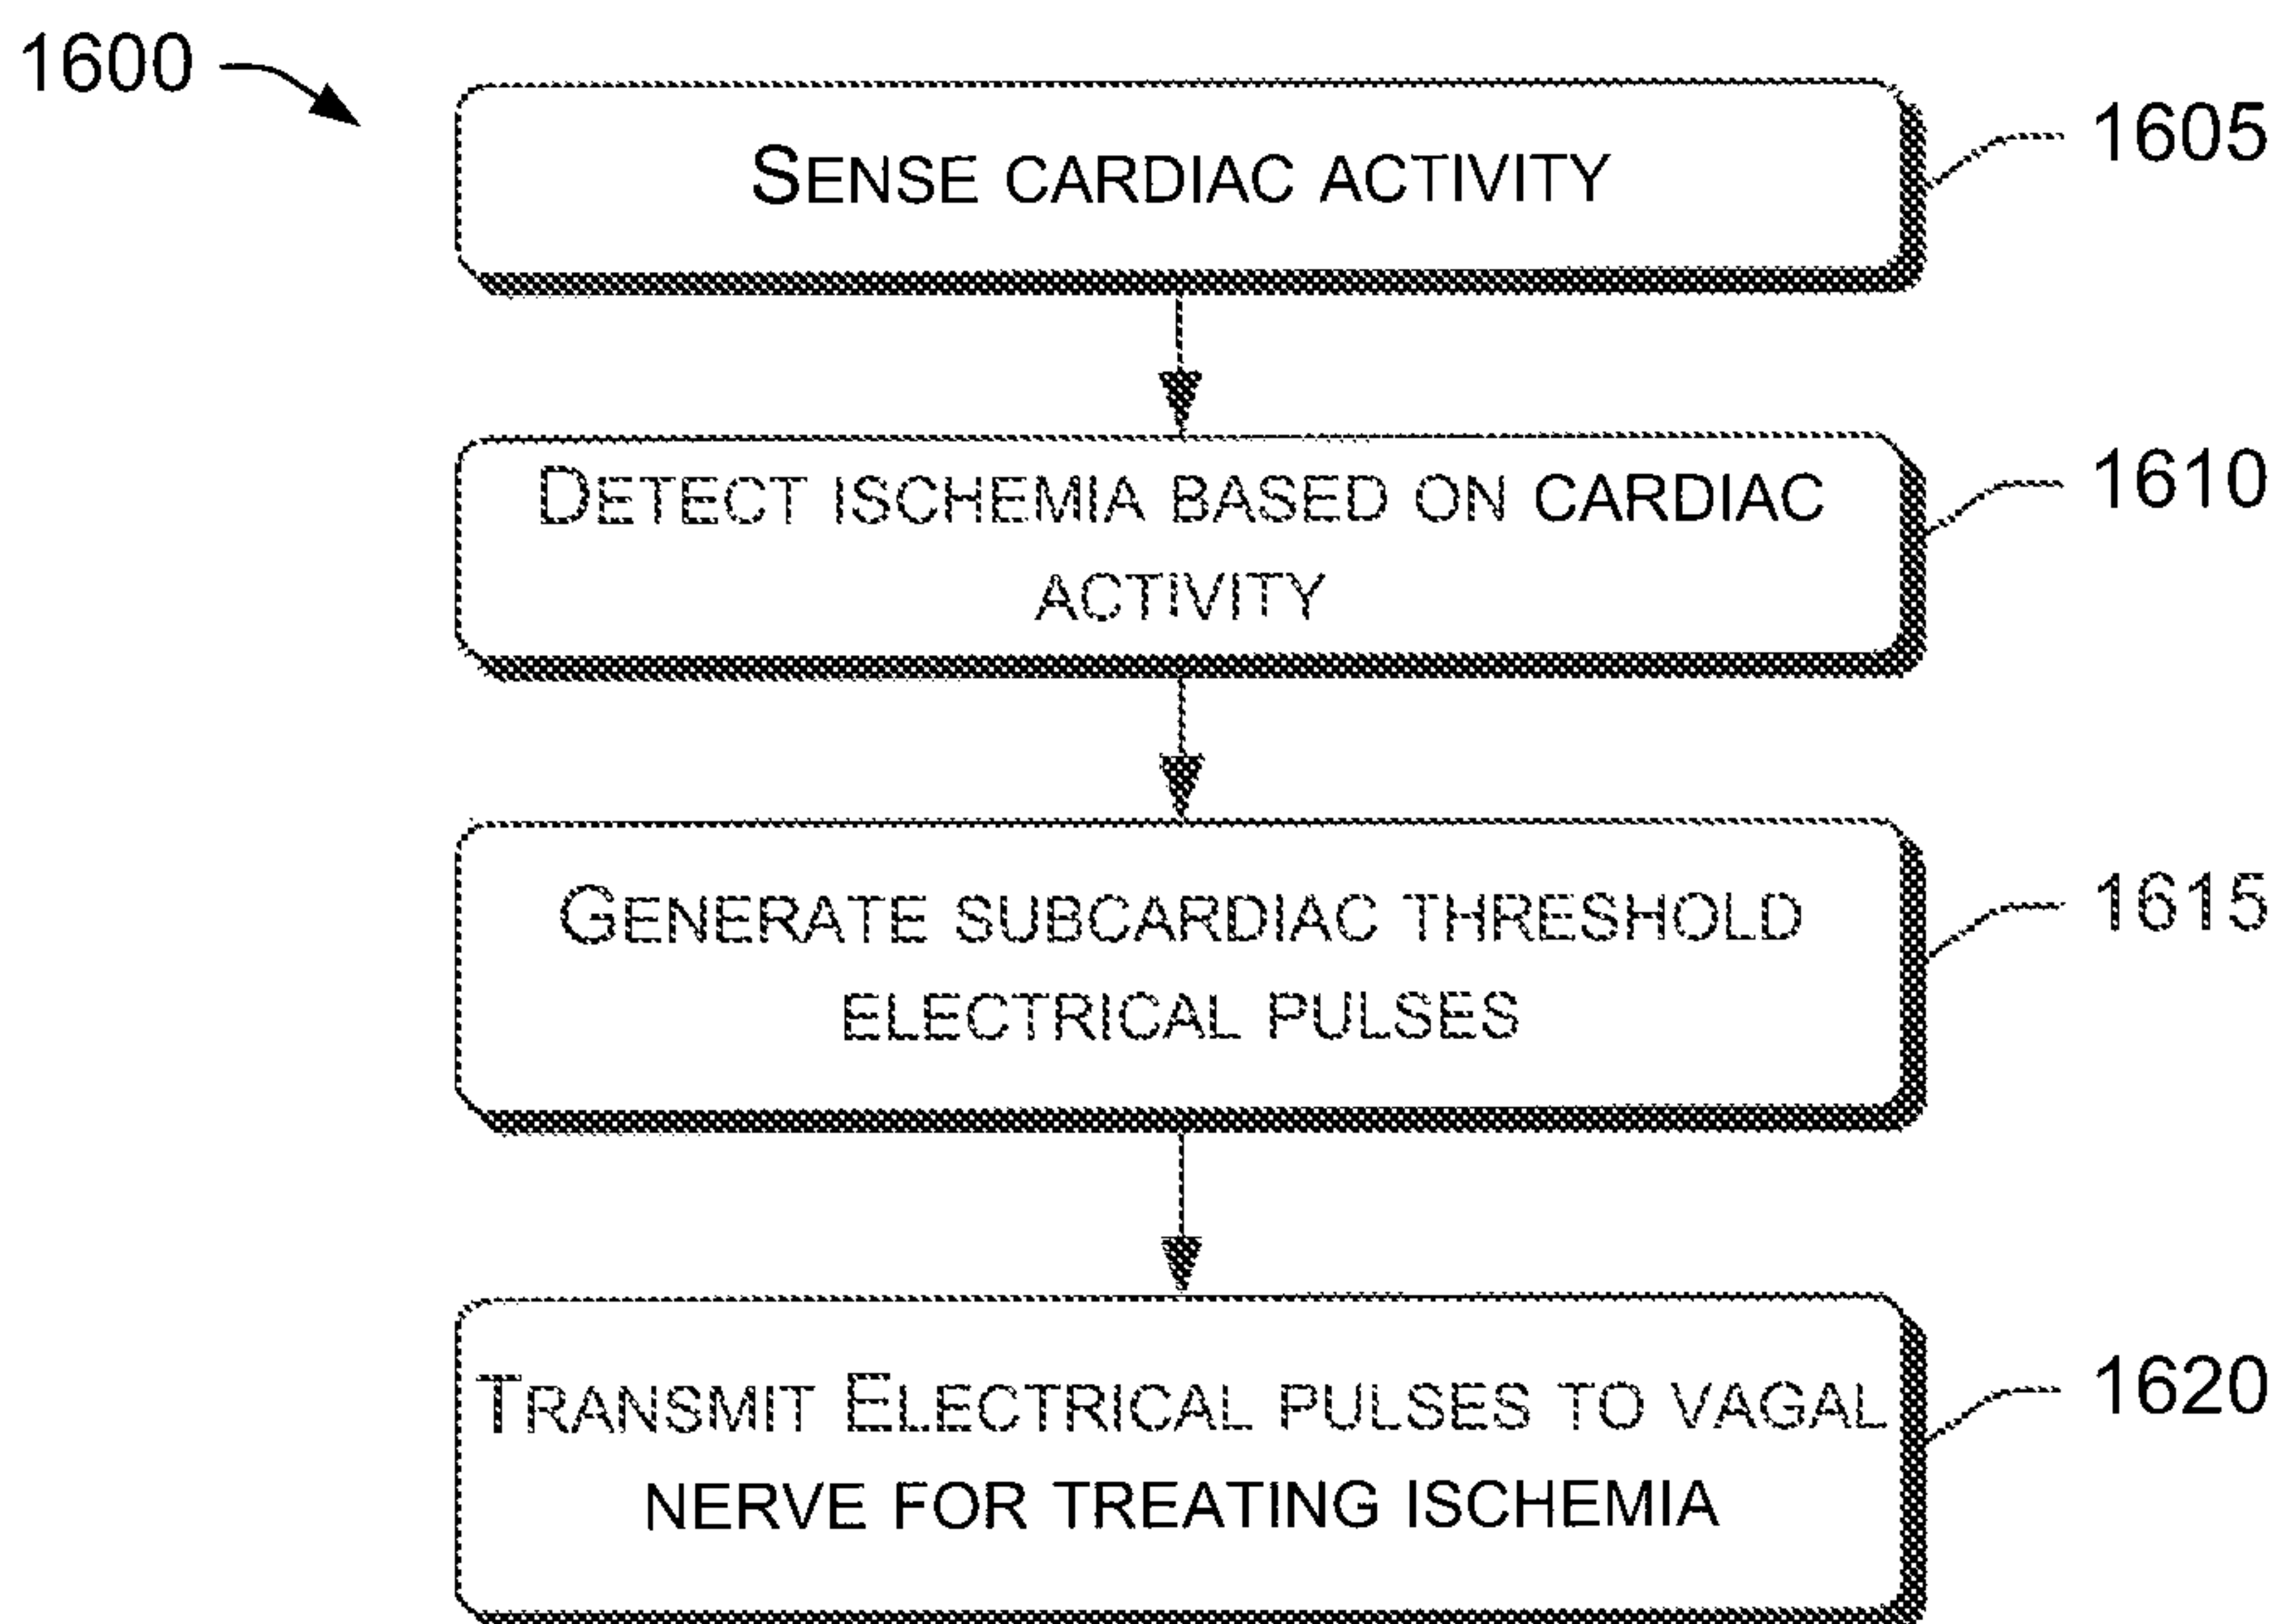 1600
SENSE CARDIAC ACTIVITY
1605
DETECT ISCHEMIA BASED ON CARDIAC
ACTIVITY
1610
GENERATE SUBCARDIAC THRESHOLD
ELECTRICAL PULSES
1615
TRANSMIT ELECTRICAL PULSES TO VAGAL
NERVE FOR TREATING ISCHEMIA
1620